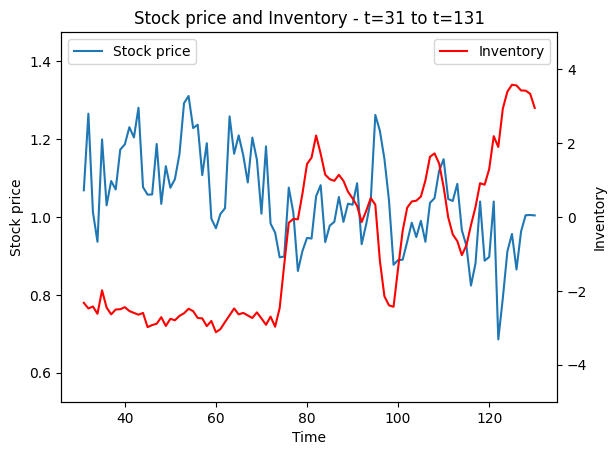 Stock price and Inventory - t=31 to t=131
Stock price
Inventory
1.4
1.2
1.0
0.8
0.6
Stock price
4
2
0
−2
−4
Inventory
40
60
80
100
120
Time